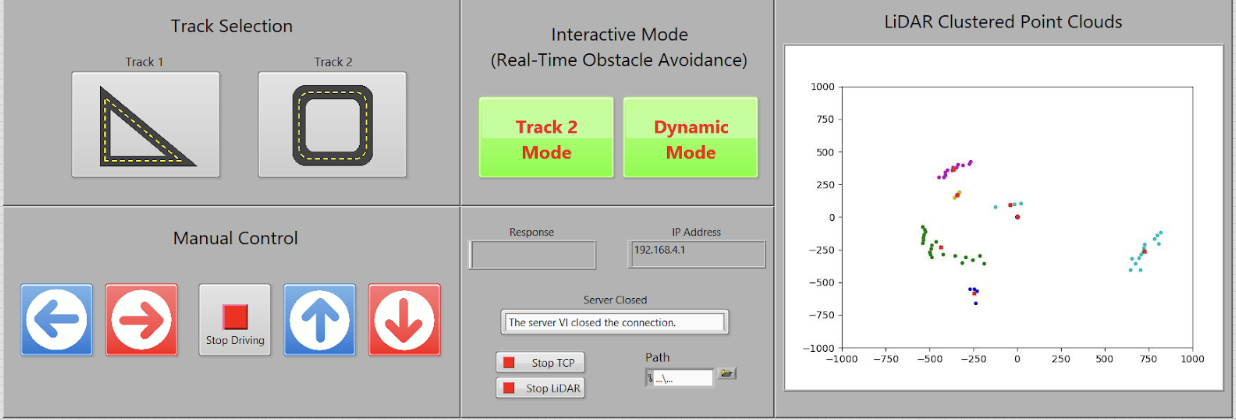 Track Selection
Track 1
Track 2
Interactive Mode
(Real-Time Obstacle Avoidance)
Track 2
Mode
Dynamic
Mode
LiDAR Clustered Point Clouds
1000
750
500
250
0
−250
−500
−750
−1000
−1000
−750
−500
−250
0
250
500
750
1000
Manual Control
Stop Driving
Response
IP Address
192.168.4.1
Server Closed
The server VI closed the connection.
Stop TCP
Stop LiDAR
Path
..\...